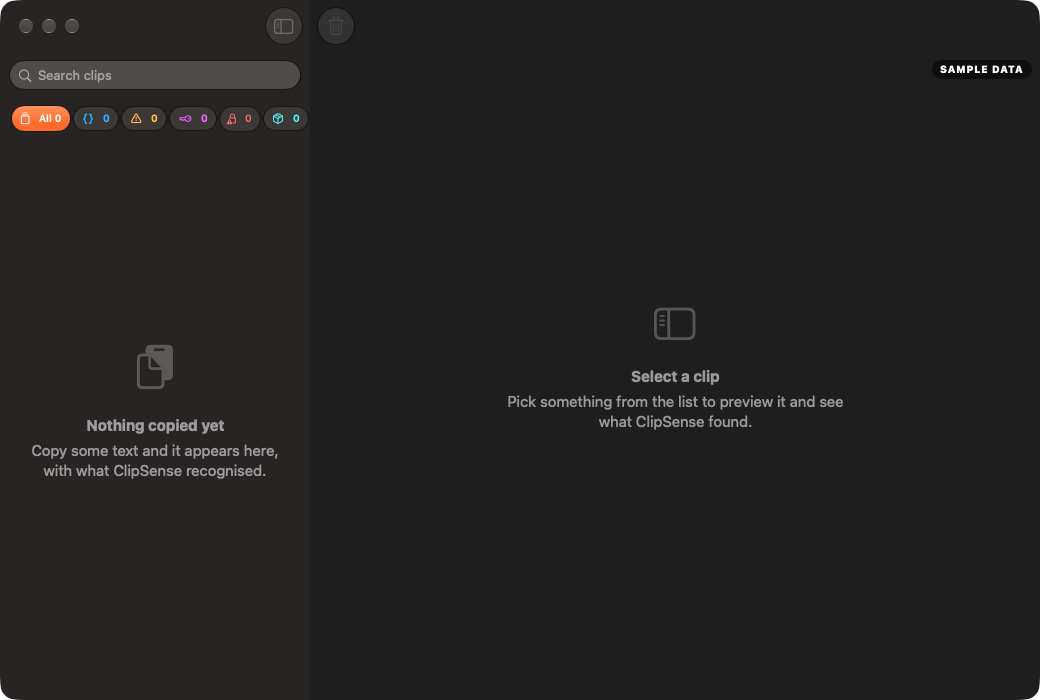 Search clips
SAMPLE DATA
All 0
{} 0
0
0
0
0
Select a clip
Pick something from the list to preview it and see
what ClipSense found.
Nothing copied yet
Copy some text and it appears here,
with what ClipSense recognised.